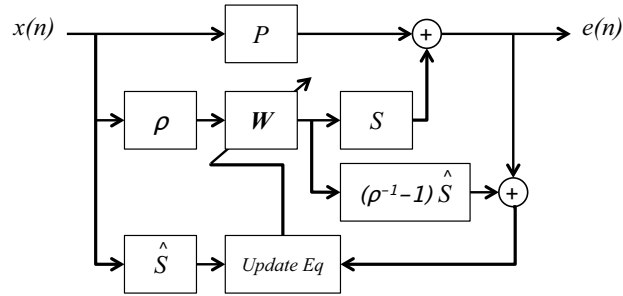 x(n)
P
+
e(n)
ρ
W
S
(ρ⁻¹−1) Ŝ
+
Ŝ
Update Eq